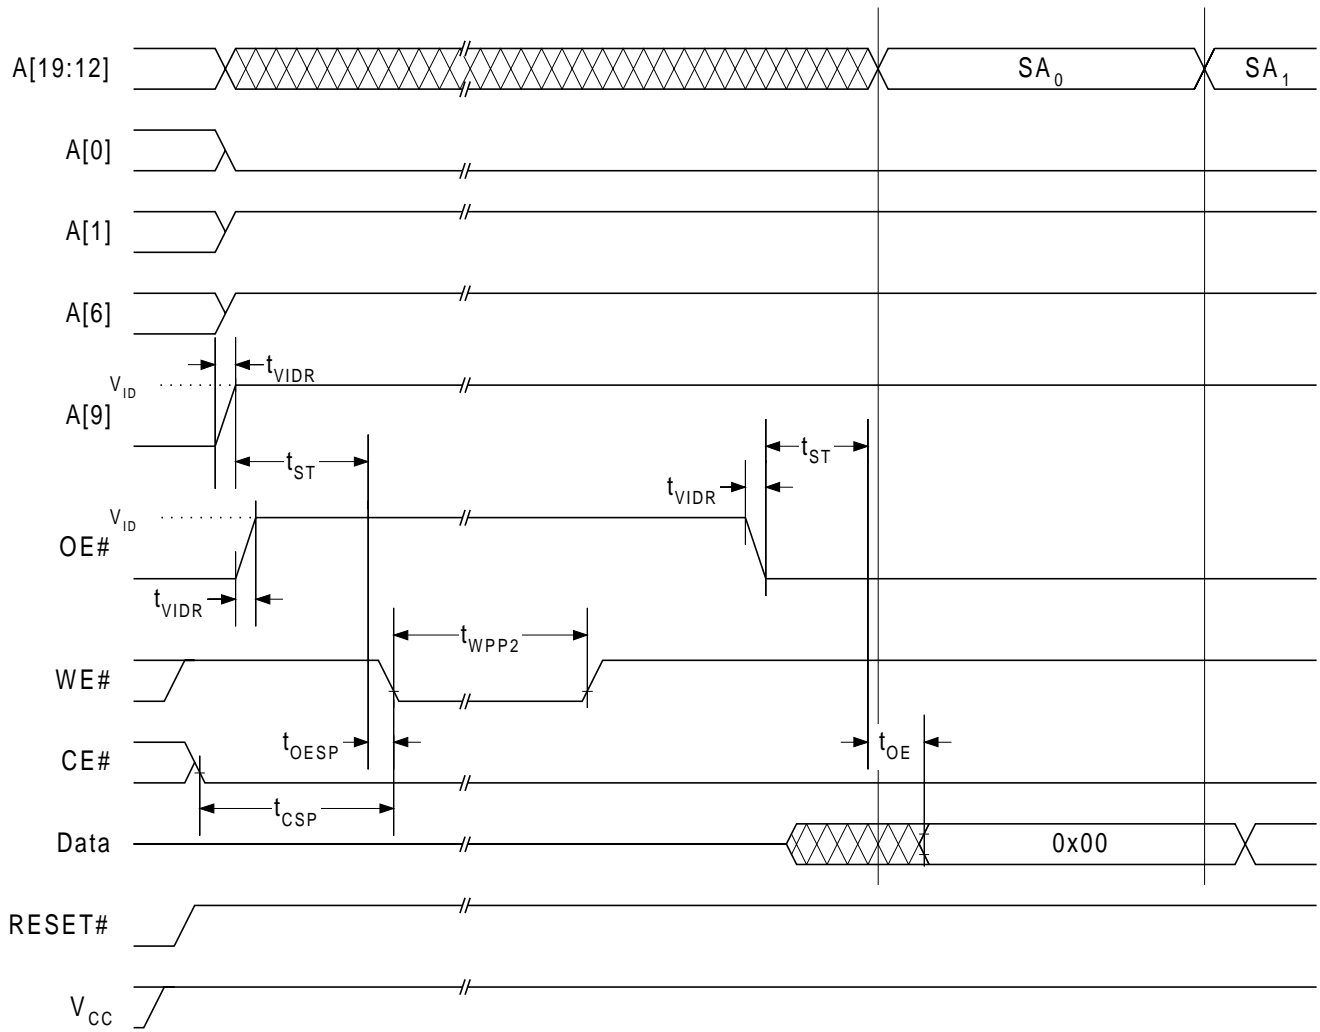 A[19:12] SA0 SA1
A[0]
A[1]
A[6]
tVIDR
VID
A[9]
tST tST
tVIDR
VID
OE#
tVIDR
tWPP2
WE#
tOESP tOE
CE#
tCSP
Data 0x00
RESET#
VCC